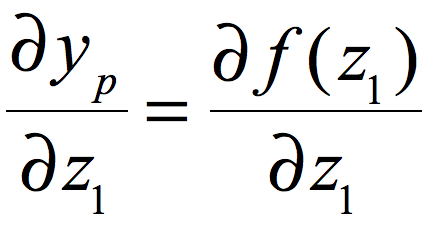 ∂y_p/∂z_1 = ∂f(z_1)/∂z_1